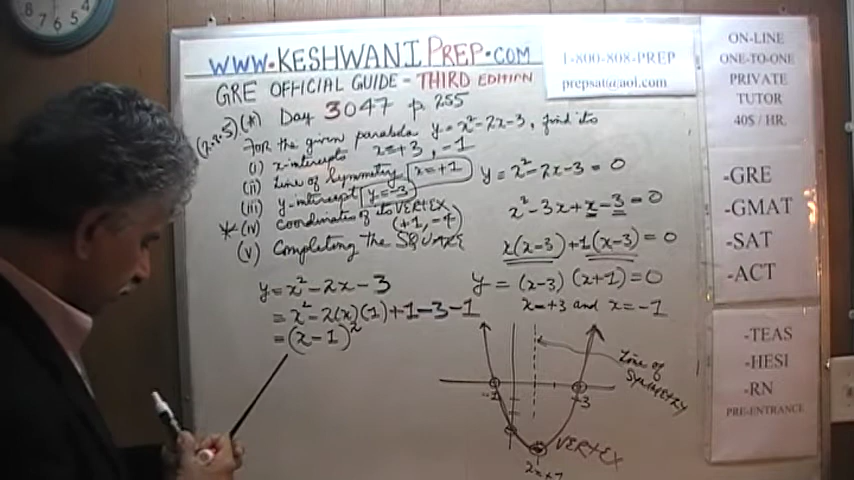 WWW.KESHWANIPREP.COM
1-800-808-PREP
prepsat@aol.com
GRE OFFICIAL GUIDE - THIRD EDITION
(*) Day 3047 p. 255
For the given parabola y = x² - 2x - 3, find its
(i) x-intercepts x = +3, -1
(ii) Line of Symmetry x = +1
(iii) y-intercept y = -3
* (iv) coordinates of its VERTEX (+1, -4)
(v) Completing the SQUARE
y = x² - 2x - 3
= x² - 2(x)(1) + 1 - 3 - 1
= (x - 1)²
y = x² - 2x - 3 = 0
x² - 3x + x - 3 = 0
x(x-3) + 1(x-3) = 0
y = (x-3) (x+1) = 0
x = +3 and x = -1
Line of
SYMMETRY
-1
3
VERTEX
ON-LINE
ONE-TO-ONE
PRIVATE
TUTOR
40$ / HR.
-GRE
-GMAT
-SAT
-ACT
-TEAS
-HESI
-RN
PRE-ENTRANCE
8
7
6
5
4